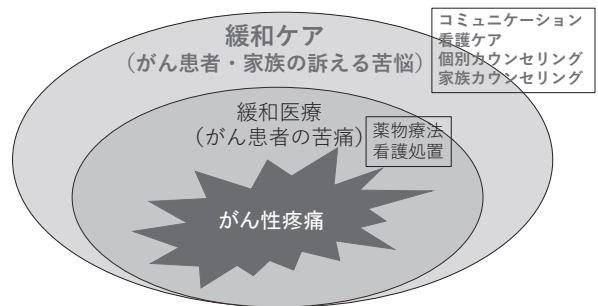 緩和ケア
(がん患者・家族の訴える苦悩)
コミュニケーション
看護ケア
個別カウンセリング
家族カウンセリング
緩和医療
(がん患者の苦痛)
薬物療法
看護処置
がん性疼痛